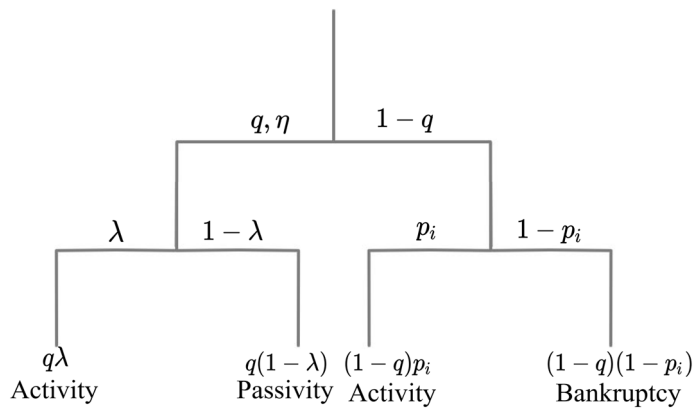 q, η 1 − q
λ 1 − λ p_i 1 − p_i
qλ q(1 − λ) (1 − q)p_i (1 − q)(1 − p_i)
Activity Passivity Activity Bankruptcy